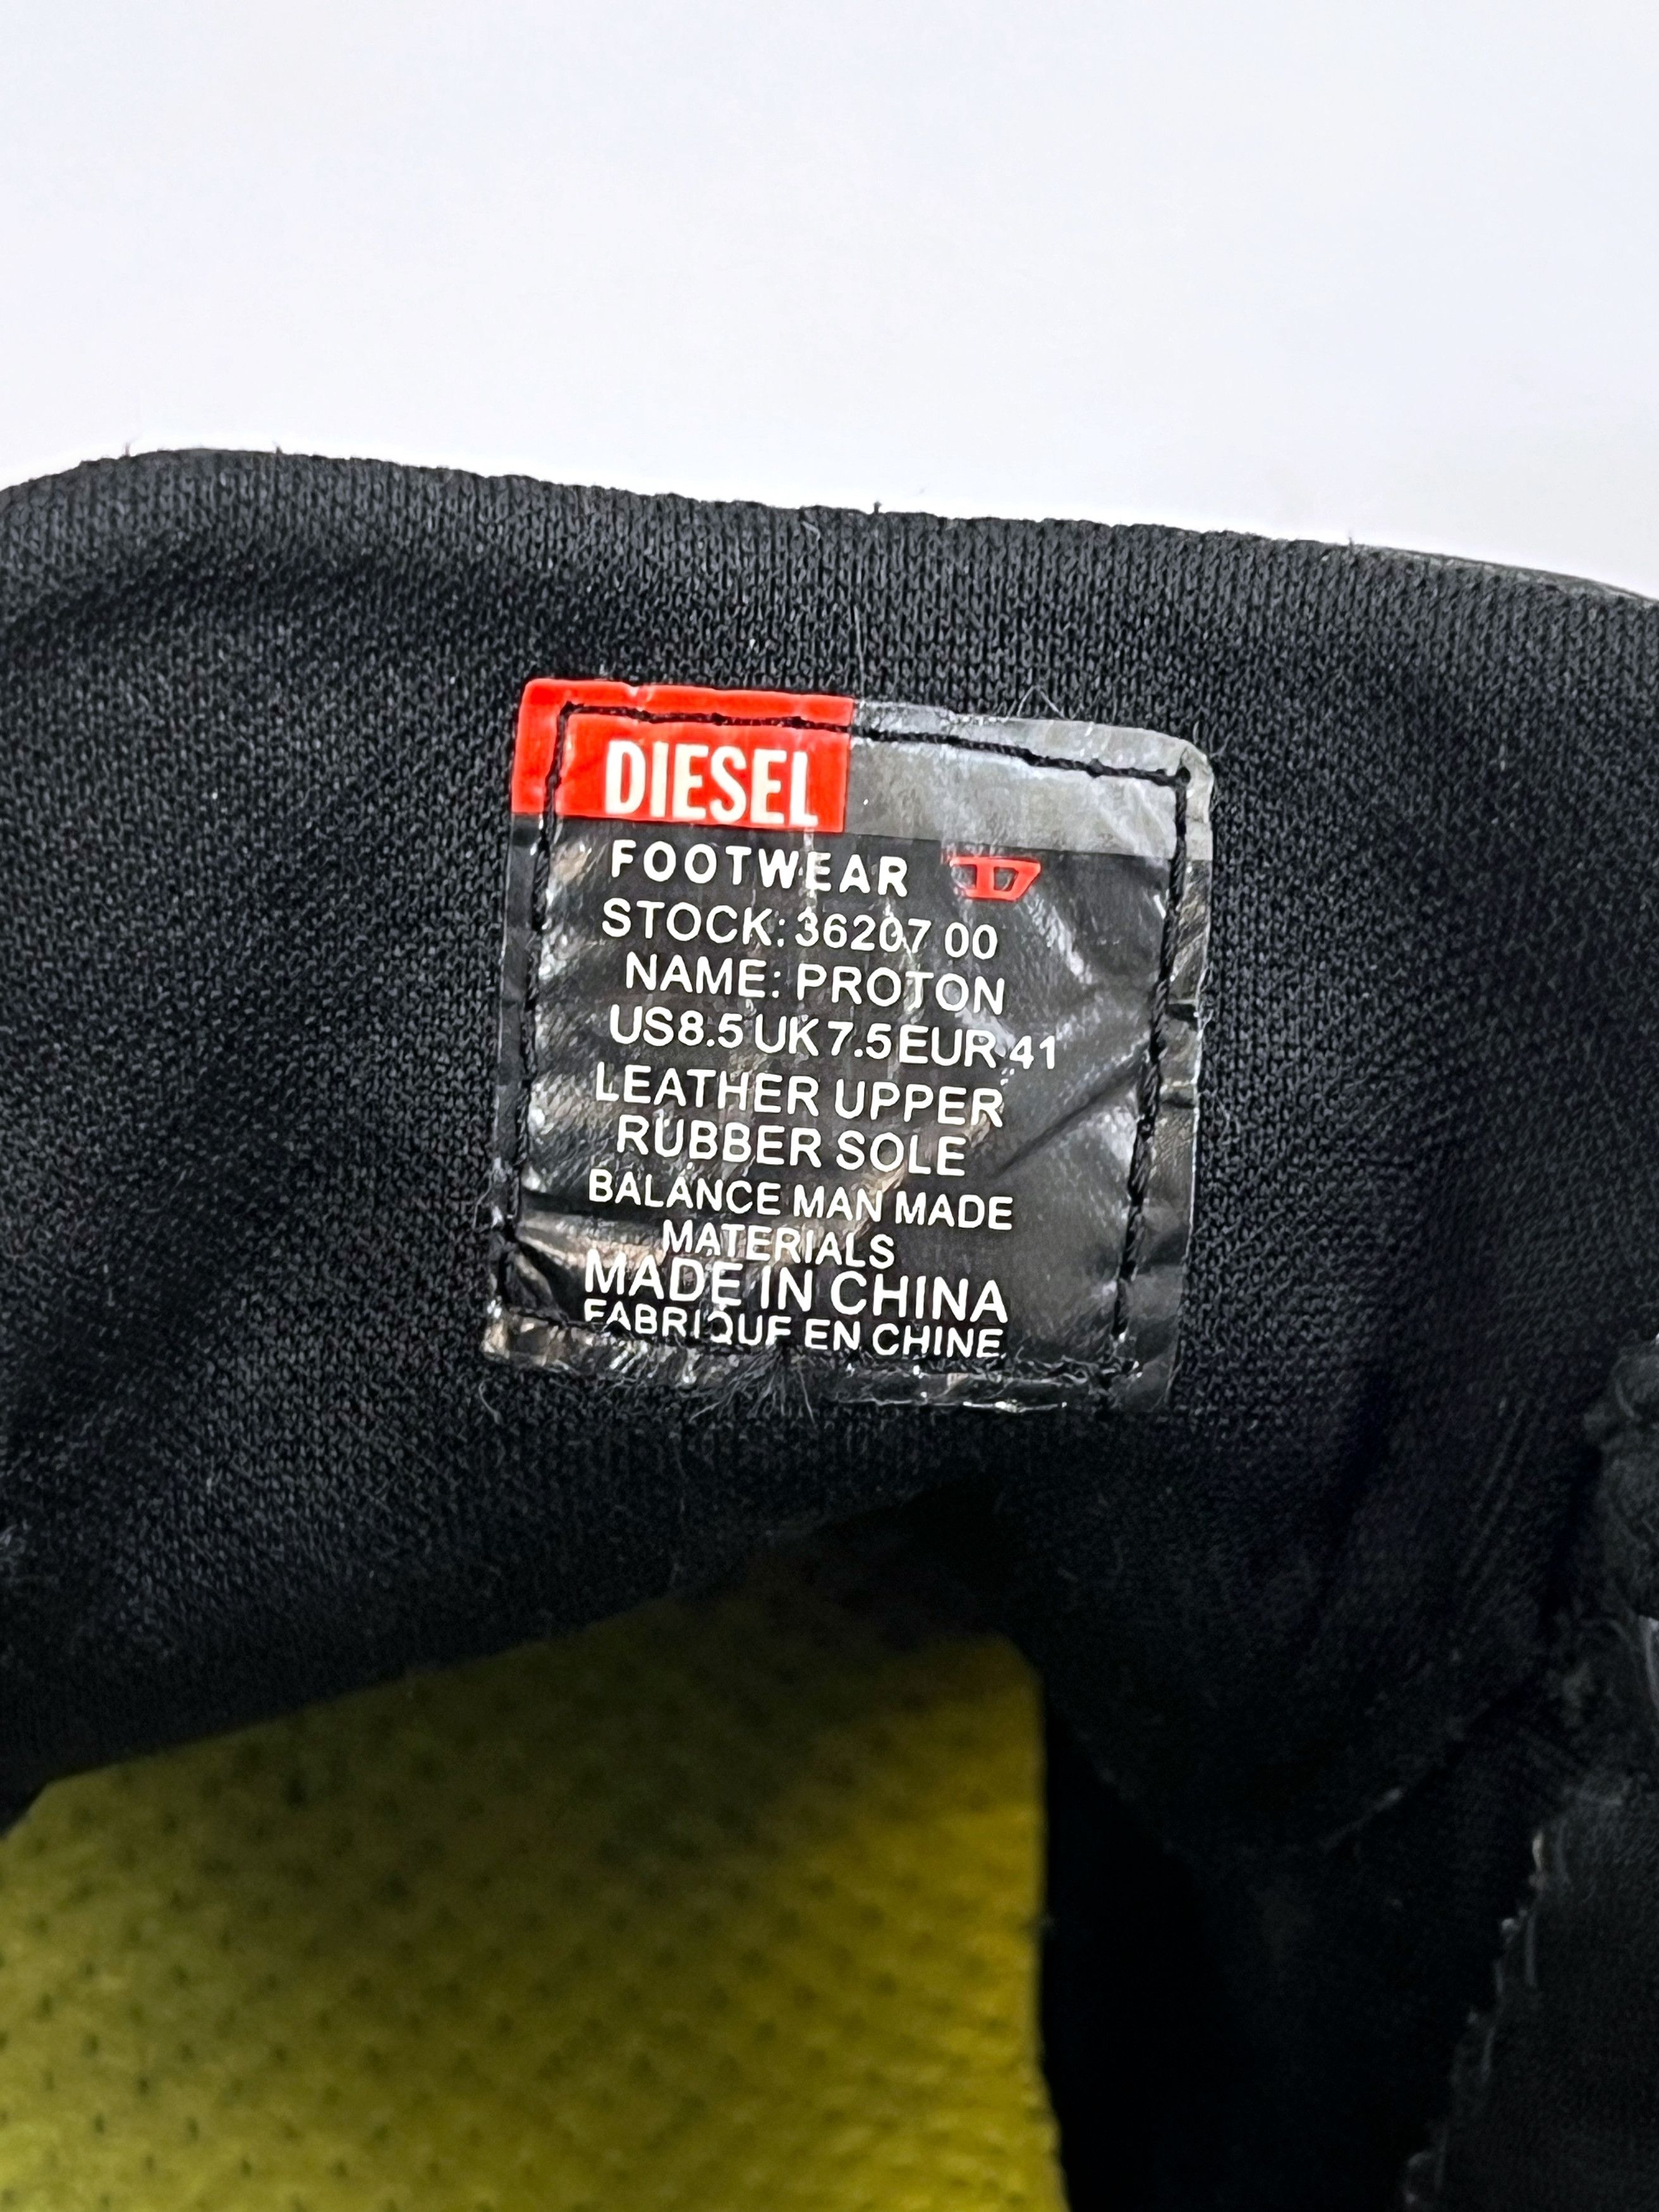 DIESEL
FOOTWEAR D
STOCK: 36207 00
NAME: PROTON
US8.5 UK 7.5 EUR 41
LEATHER UPPER
RUBBER SOLE
BALANCE MAN MADE
MATERIALS
MADE IN CHINA
FABRIQUE EN CHINE